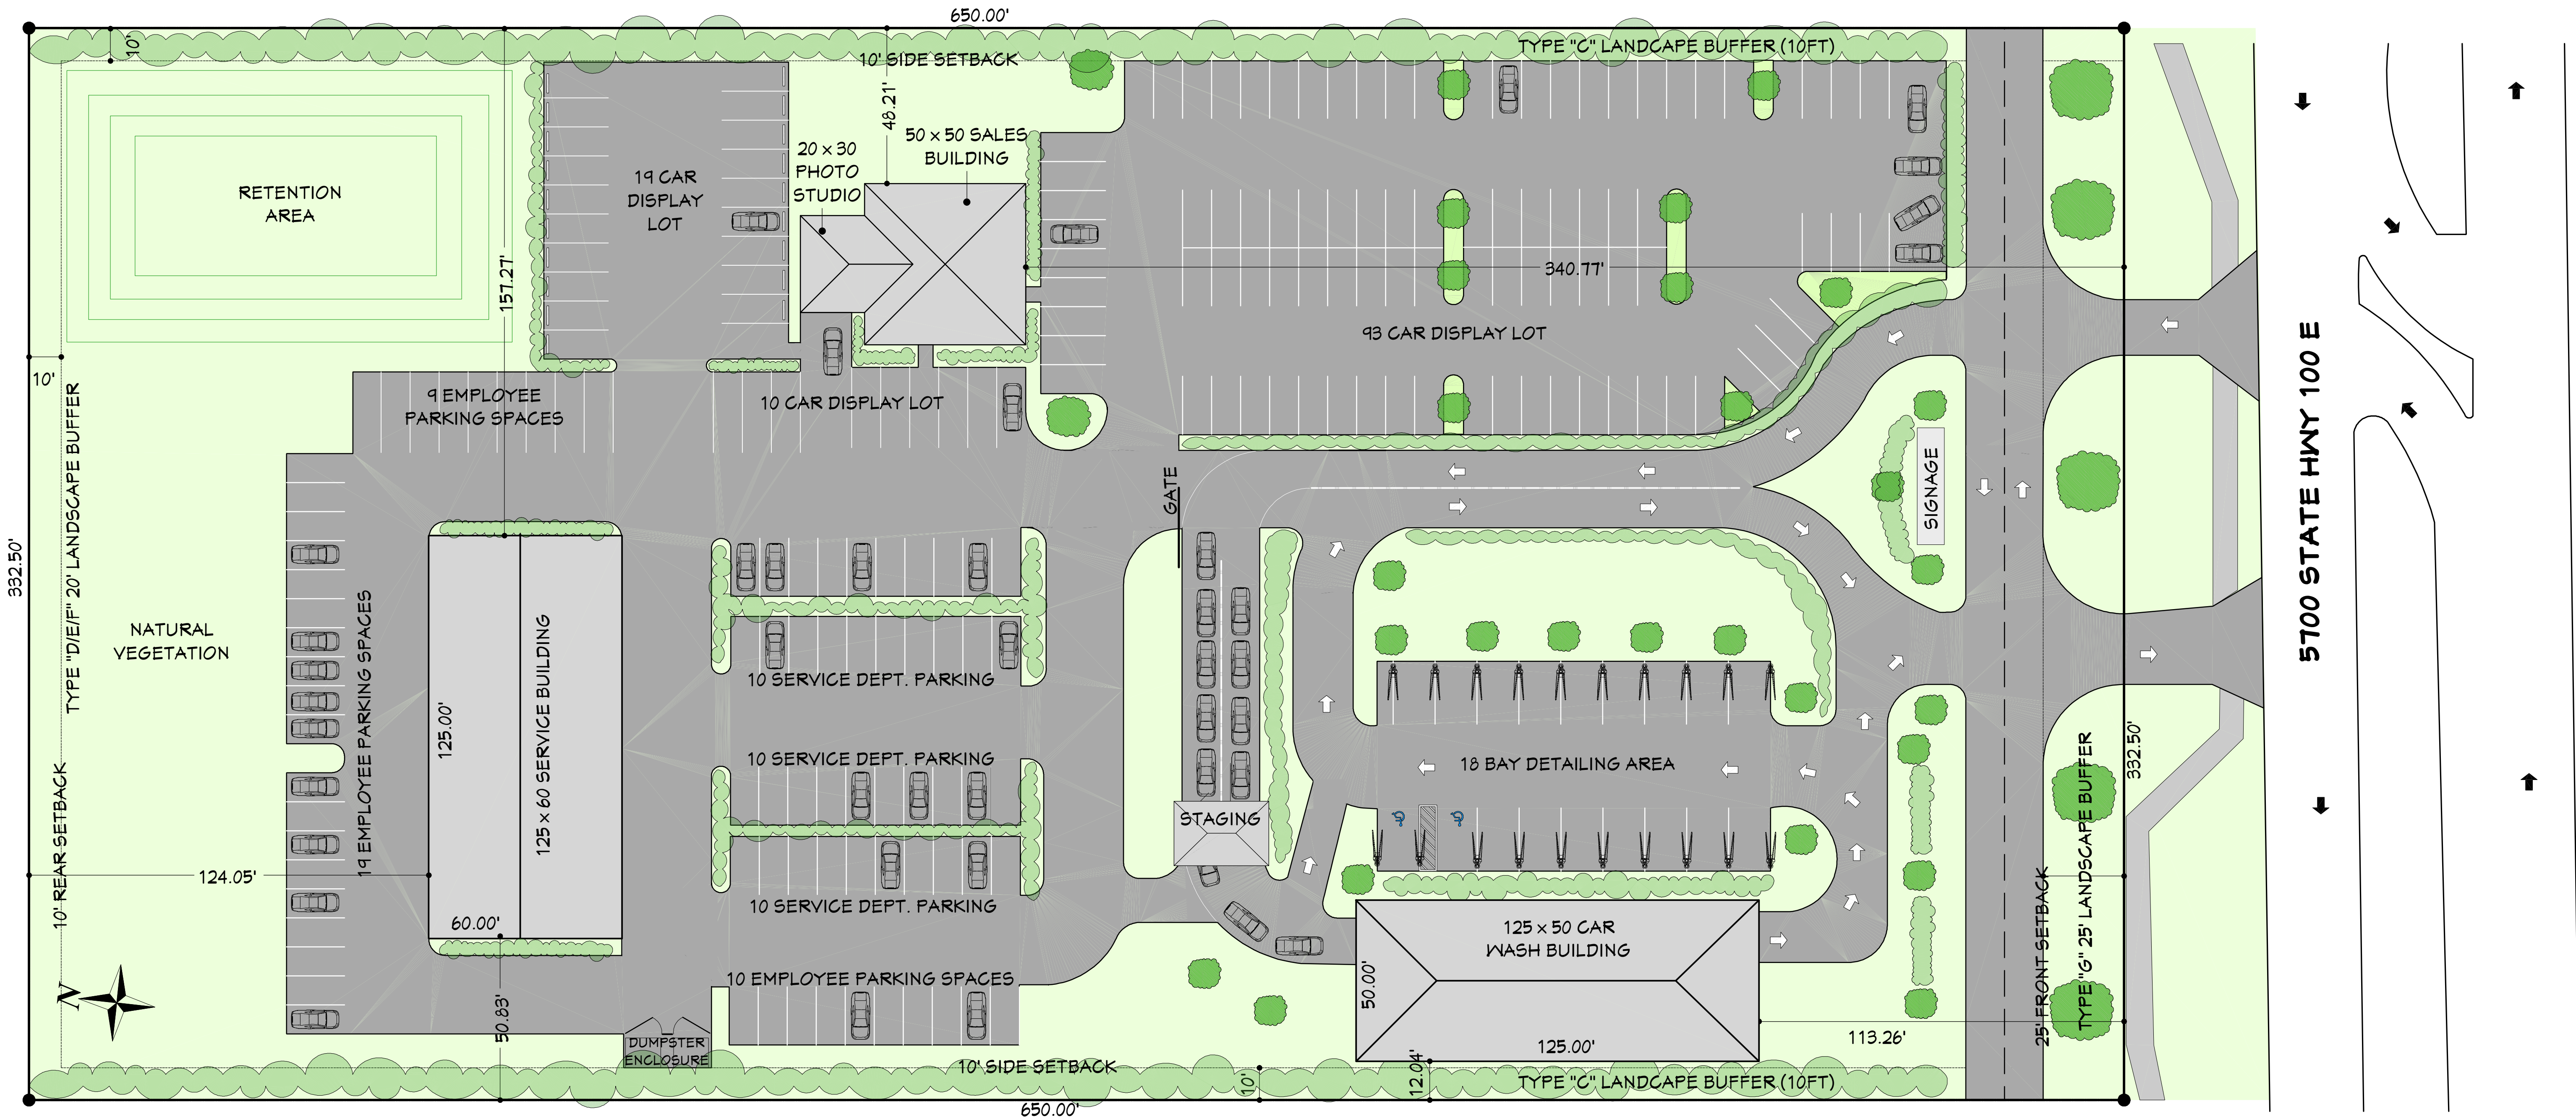 650.00'
10'
TYPE "C" LANDCAPE BUFFER (10FT)
10' SIDE SETBACK
48.21'
50 x 50 SALES
BUILDING
20 x 30
PHOTO
STUDIO
19 CAR
DISPLAY
LOT
RETENTION
AREA
157.27'
340.77'
93 CAR DISPLAY LOT
10'
9 EMPLOYEE
PARKING SPACES
10 CAR DISPLAY LOT
TYPE "D/E/F" 20' LANDSCAPE BUFFER
GATE
SIGNAGE
5700 STATE HWY 100 E
332.50'
NATURAL
VEGETATION
19 EMPLOYEE PARKING SPACES
125.00'
125 x 60 SERVICE BUILDING
10 SERVICE DEPT. PARKING
10 SERVICE DEPT. PARKING
18 BAY DETAILING AREA
STAGING
332.50'
TYPE "G" 25' LANDSCAPE BUFFER
25' FRONT SETBACK
10' REAR SETBACK
124.05'
60.00'
10 SERVICE DEPT. PARKING
125 x 50 CAR
WASH BUILDING
50.00'
10 EMPLOYEE PARKING SPACES
N
50.83'
DUMPSTER
ENCLOSURE
125.00'
113.26'
10' SIDE SETBACK
10'
12.04'
TYPE "C" LANDCAPE BUFFER (10FT)
650.00'